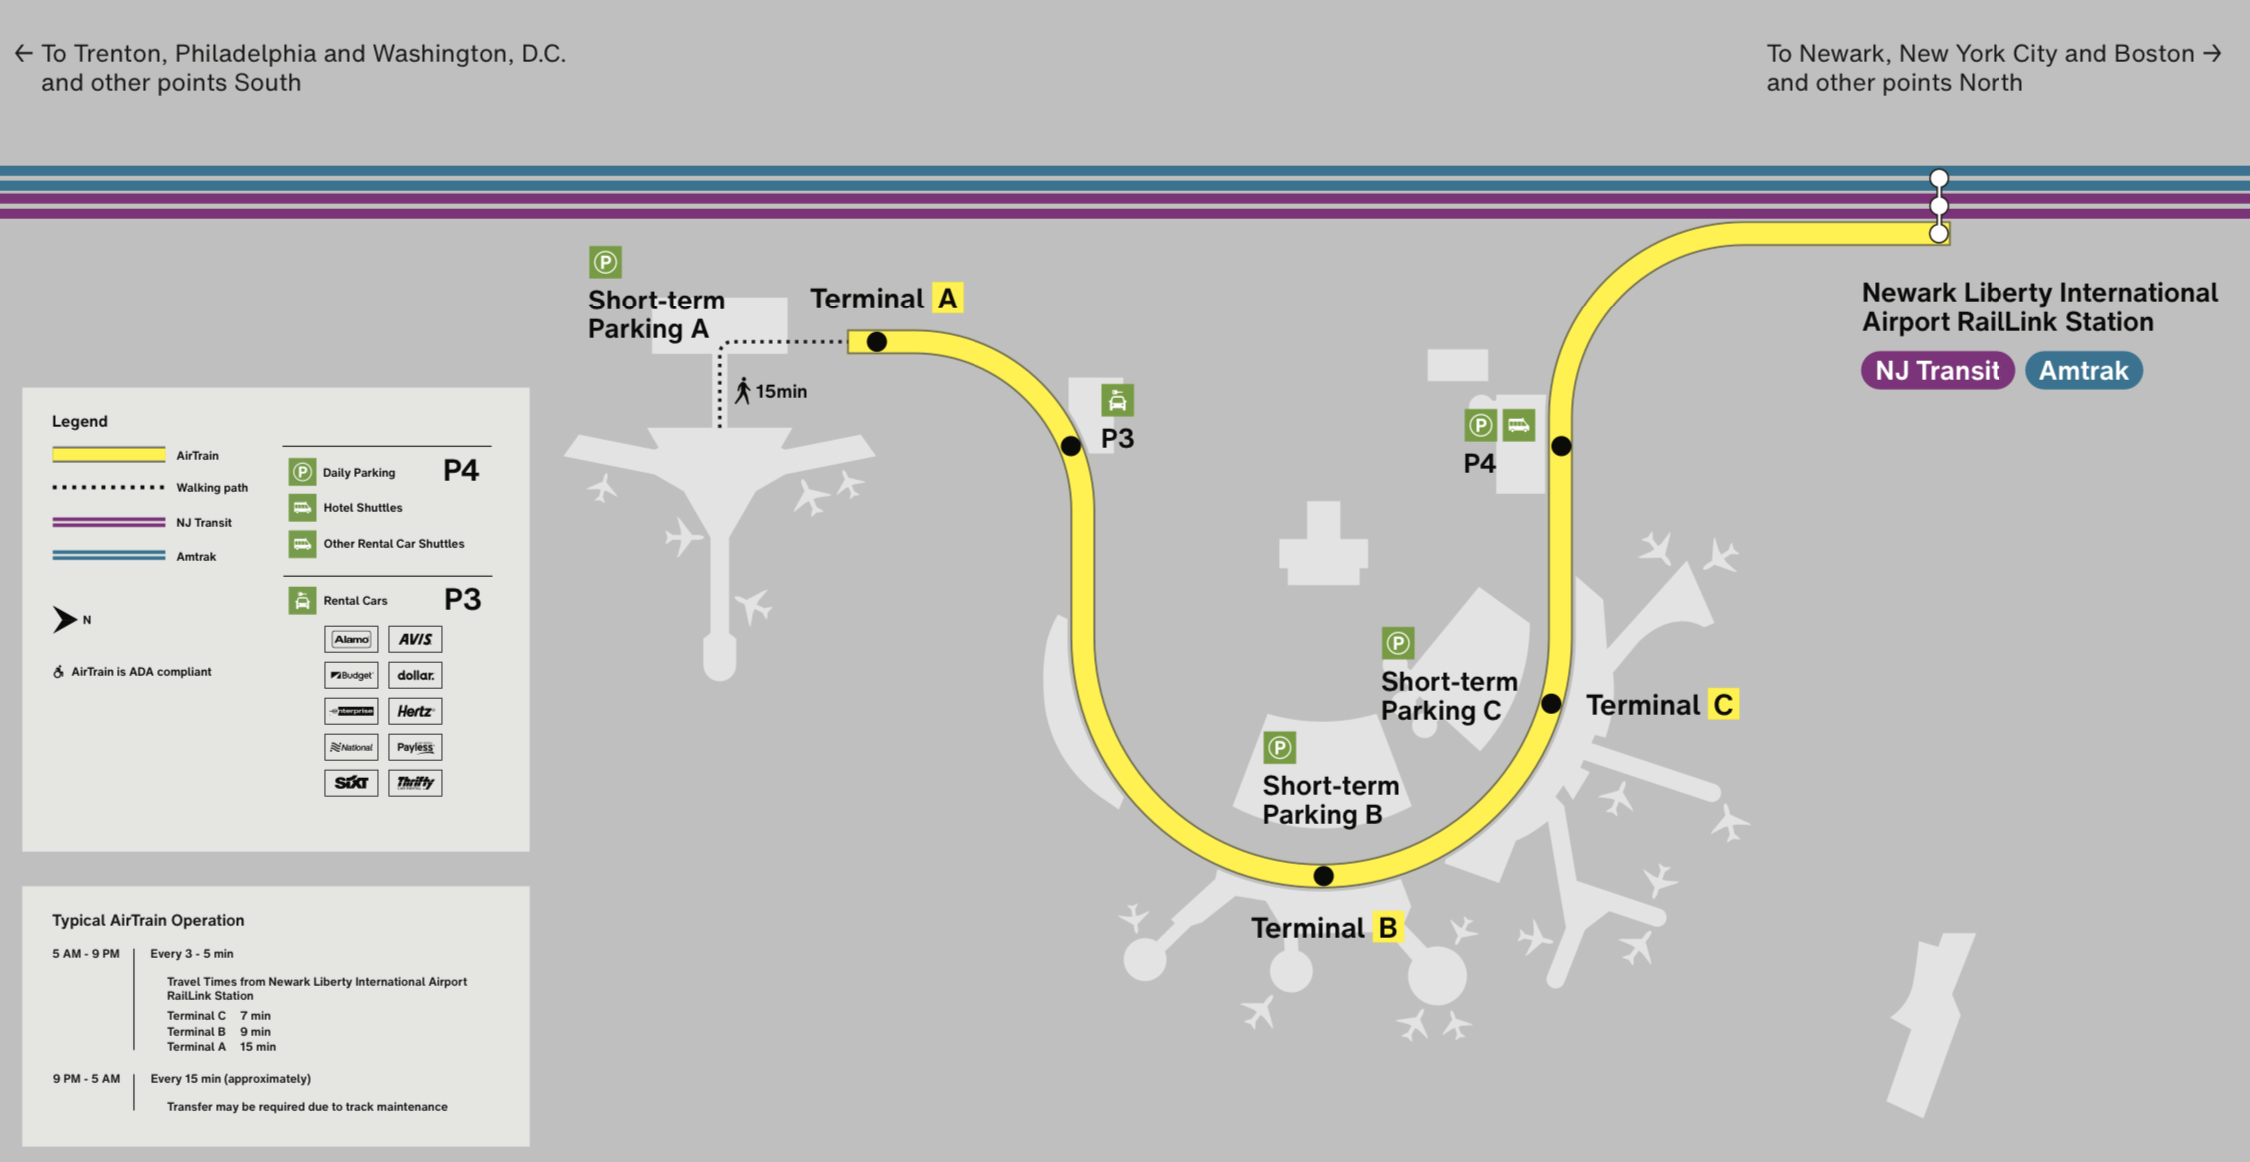 ← To Trenton, Philadelphia and Washington, D.C.
and other points South
To Newark, New York City and Boston →
and other points North
P
Short-term
Parking A
Terminal A
15min
P3
P
P4
Newark Liberty International
Airport RailLink Station
NJ Transit Amtrak
P
Short-term
Parking C
Terminal C
P
Short-term
Parking B
Terminal B
Legend
AirTrain
Walking path
NJ Transit
Amtrak
N
AirTrain is ADA compliant
P Daily Parking P4
Hotel Shuttles
Other Rental Car Shuttles
Rental Cars P3
Alamo AVIS
Budget dollar.
enterprise Hertz
National Payless
SiXT Thrifty
Typical AirTrain Operation
5 AM - 9 PM Every 3 - 5 min
Travel Times from Newark Liberty International Airport
RailLink Station
Terminal C 7 min
Terminal B 9 min
Terminal A 15 min
9 PM - 5 AM Every 15 min (approximately)
Transfer may be required due to track maintenance